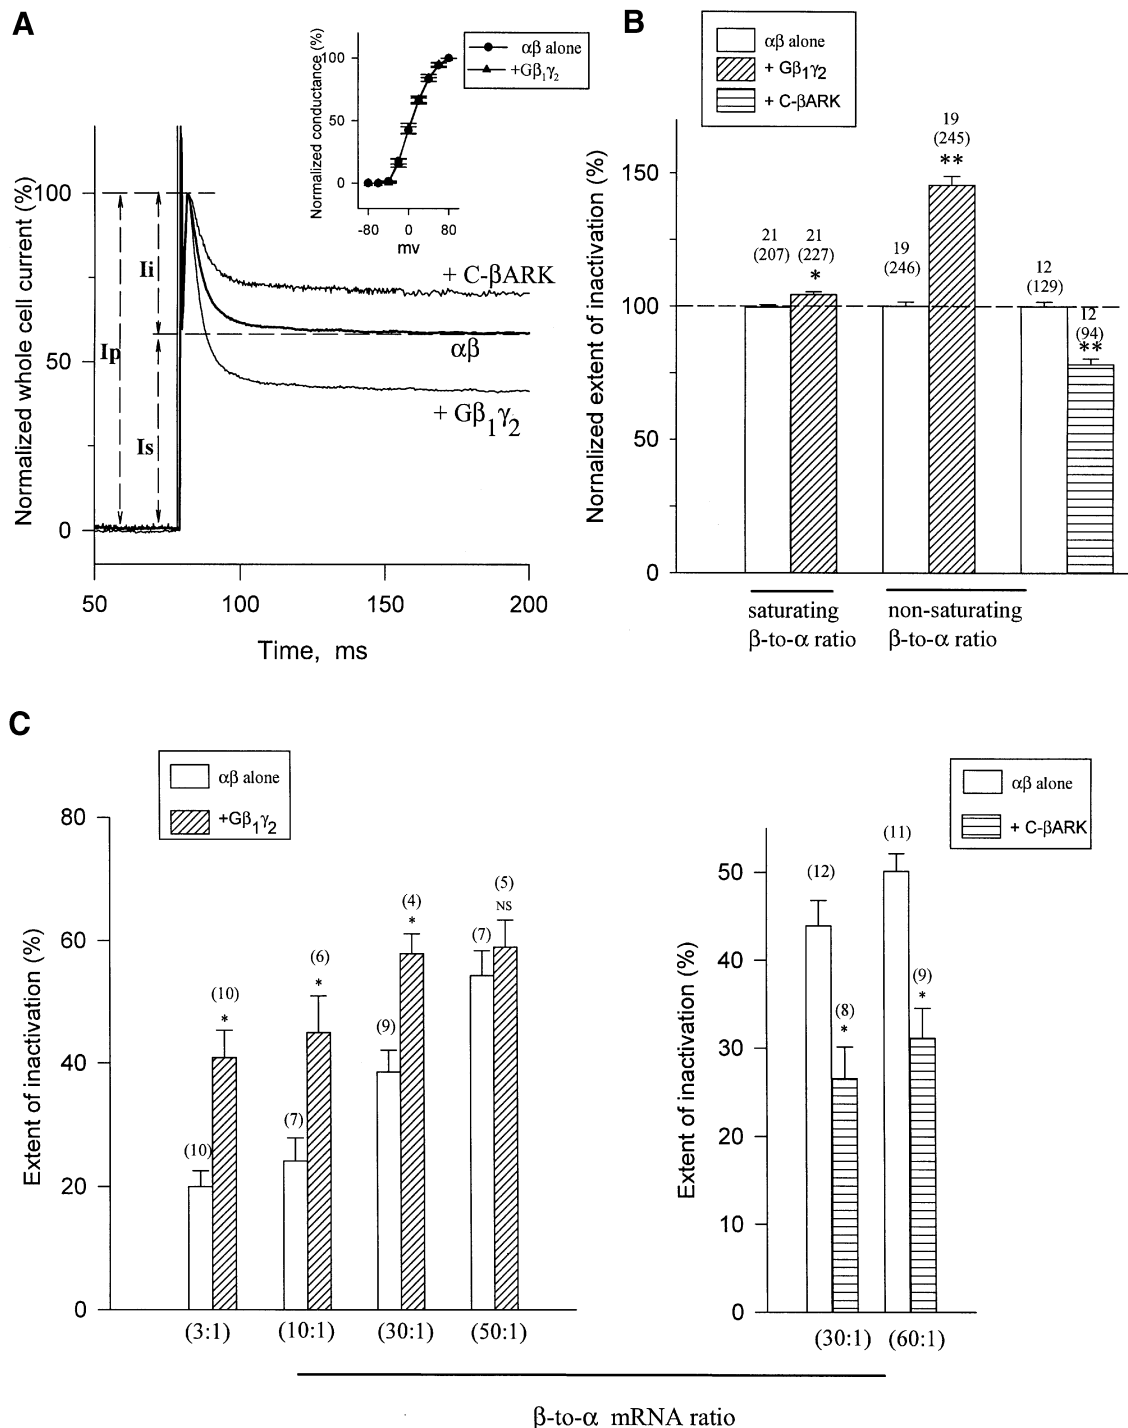 A
Normalized whole cell current (%)
100
50
0
Ip
Ii
Is
+ C-βARK
αβ
+ Gβ1γ2
50
100
150
200
Time, ms
Normalized conductance (%)
100
50
0
-80
0
80
mv
αβ alone
+Gβ1γ2
B
αβ alone
+ Gβ1γ2
+ C-βARK
Nornalized extent of inactivation (%)
150
100
50
0
21
(207)
21
(227)
*
19
(246)
19
(245)
**
12
(129)
12
(94)
**
saturating
β-to-α ratio
non-saturating
β-to-α ratio
C
αβ alone
+Gβ1γ2
Extent of inactivation (%)
80
60
40
20
0
(10)
(10)
*
(7)
(6)
*
(9)
(4)
*
(7)
(5)
NS
(3:1)
(10:1)
(30:1)
(50:1)
αβ alone
+ C-βARK
Extent of inactivation (%)
50
40
30
20
10
0
(12)
(8)
*
(11)
(9)
*
(30:1)
(60:1)
β-to-α mRNA ratio